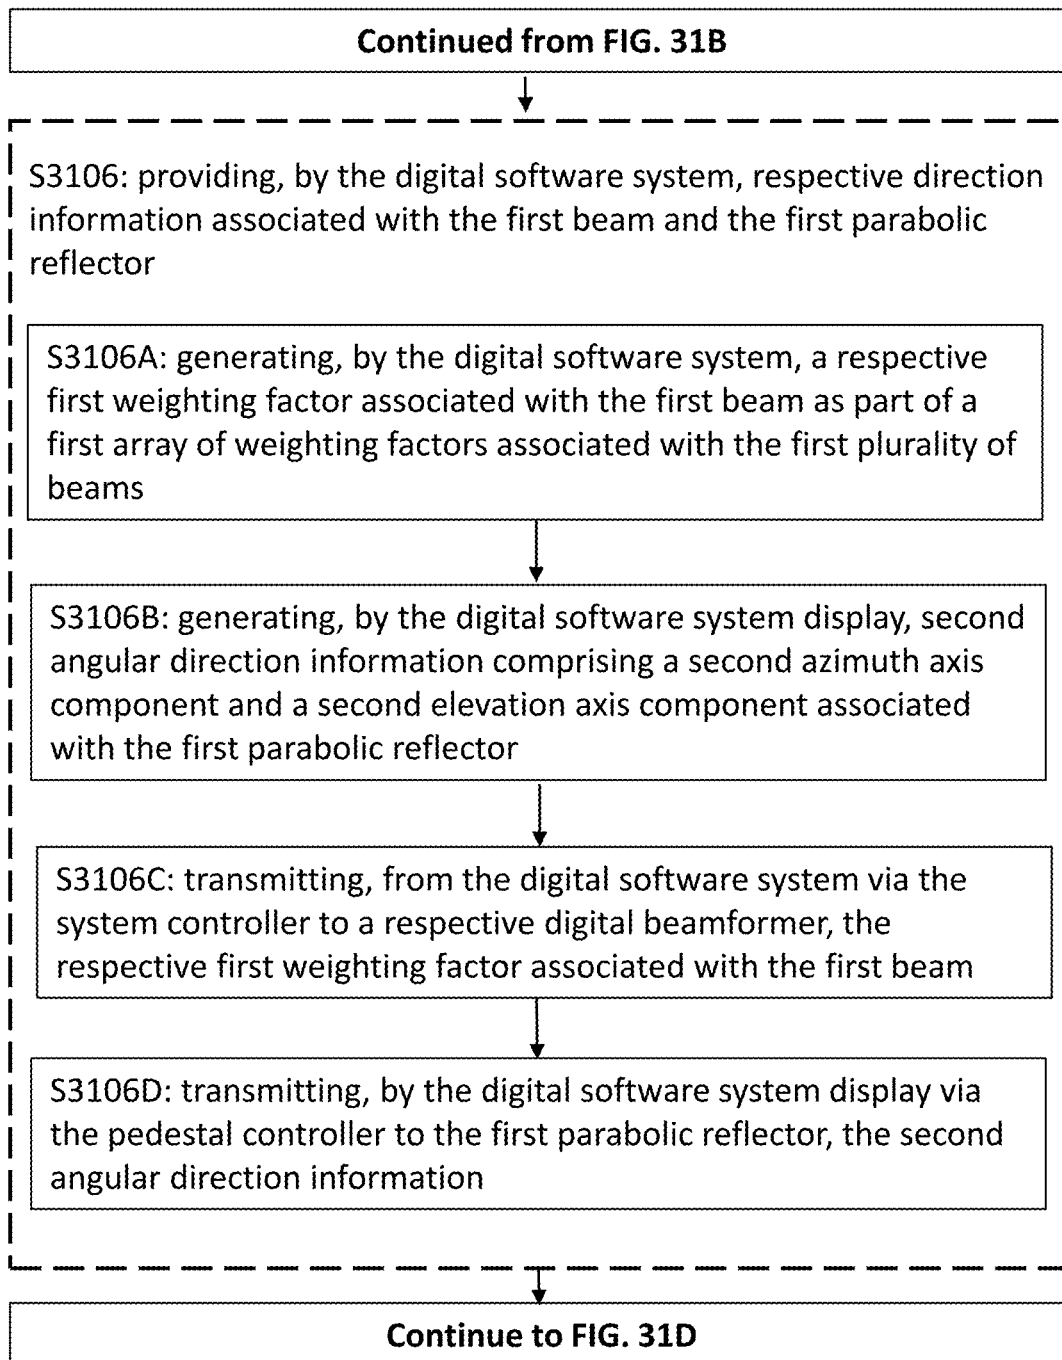 Continued from FIG. 31B
S3106: providing, by the digital software system, respective direction
information associated with the first beam and the first parabolic
reflector
S3106A: generating, by the digital software system, a respective
first weighting factor associated with the first beam as part of a
first array of weighting factors associated with the first plurality of
beams
S3106B: generating, by the digital software system display, second
angular direction information comprising a second azimuth axis
component and a second elevation axis component associated
with the first parabolic reflector
S3106C: transmitting, from the digital software system via the
system controller to a respective digital beamformer, the
respective first weighting factor associated with the first beam
S3106D: transmitting, by the digital software system display via
the pedestal controller to the first parabolic reflector, the second
angular direction information
Continue to FIG. 31D